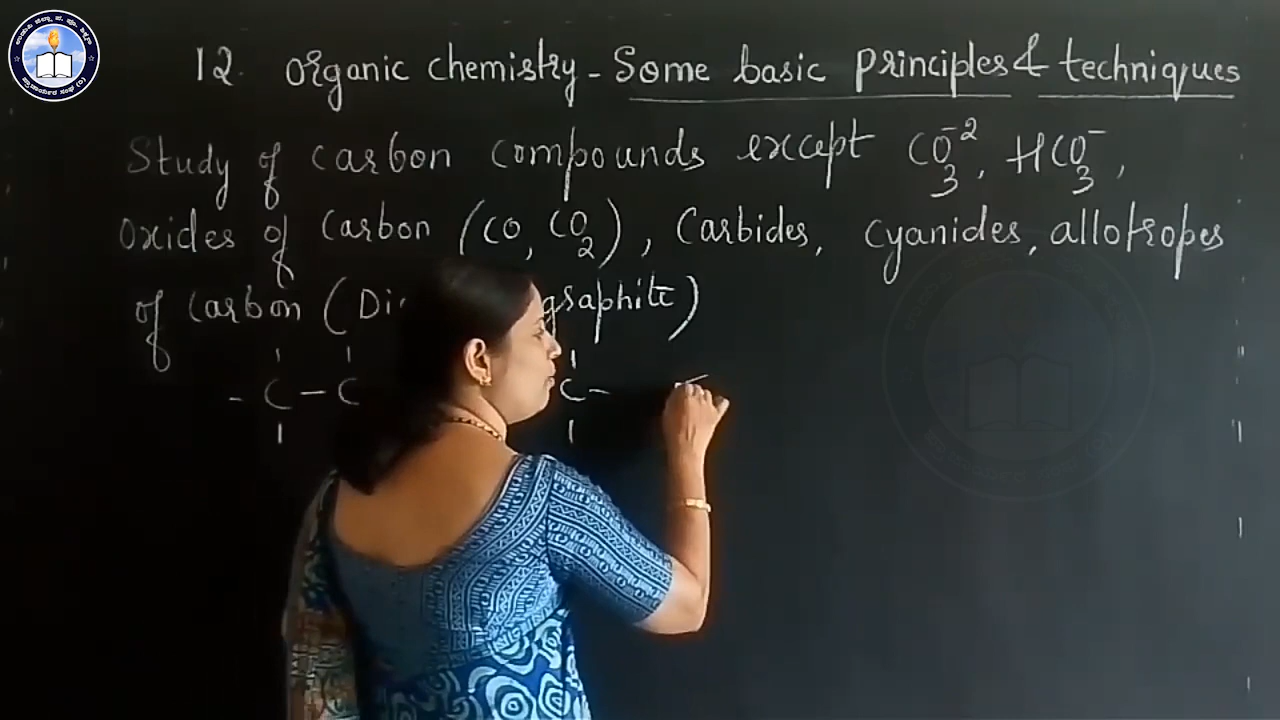 12. Organic chemistry - Some basic principles & techniques
Study of carbon compounds except CO₃⁻², HCO₃⁻,
Oxides of Carbon (CO, CO₂), Carbides, Cyanides, allotropes
of Carbon ( graphite)
- C - C C -